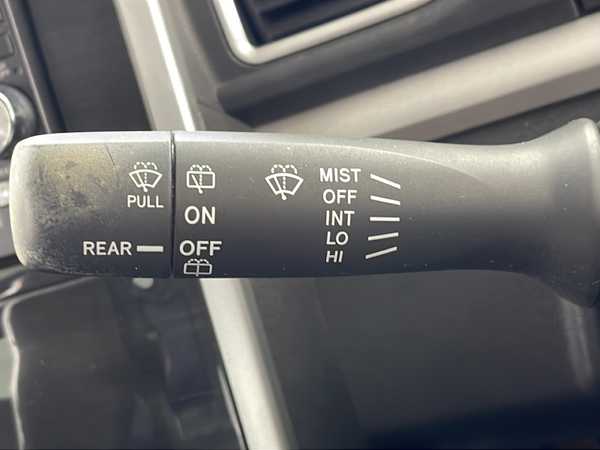 PULL
REAR
ON
OFF
MIST
OFF
INT
LO
HI